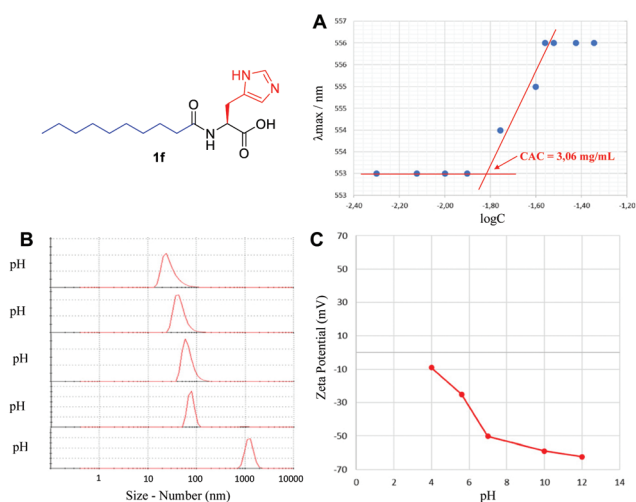 HN
N
O
N
H
OH
O
1f
A
557
556
556
555
555
554
554
553
553
λmax / nm
CAC = 3,06 mg/mL
-2,40 -2,20 -2,00 -1,80 -1,60 -1,40 -1,20
logC
B
pH
pH
pH
pH
pH
1 10 100 1000 10000
Size - Number (nm)
C
70
50
30
10
-10
-30
-50
-70
Zeta Potential (mV)
0 2 4 6 8 10 12 14
pH